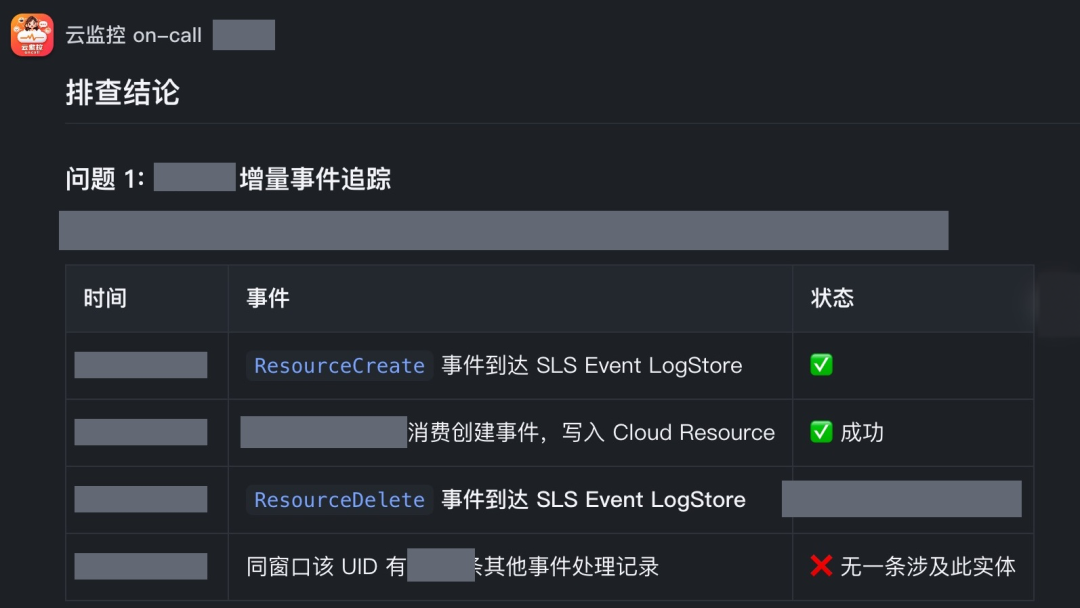 云监控 on-call
排查结论
问题 1:
增量事件追踪
时间 事件 状态
ResourceCreate 事件到达 SLS Event LogStore ✅
消费创建事件，写入 Cloud Resource ✅ 成功
ResourceDelete 事件到达 SLS Event LogStore
同窗口该 UID 有 条其他事件处理记录 ❌ 无一条涉及此实体